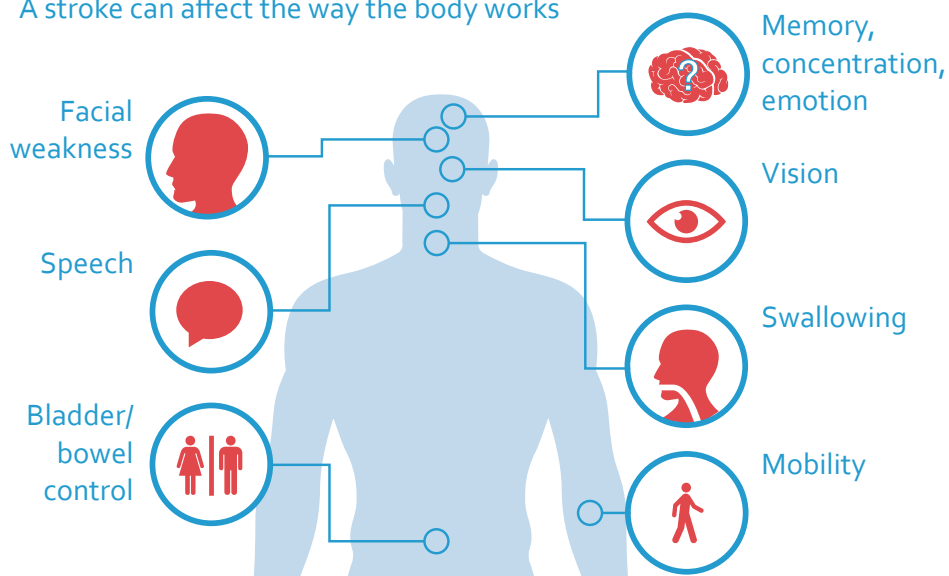 A stroke can affect the way the body works
Facial
weakness
Speech
Bladder/
bowel
control
Memory,
concentration,
emotion
?
Vision
Swallowing
Mobility